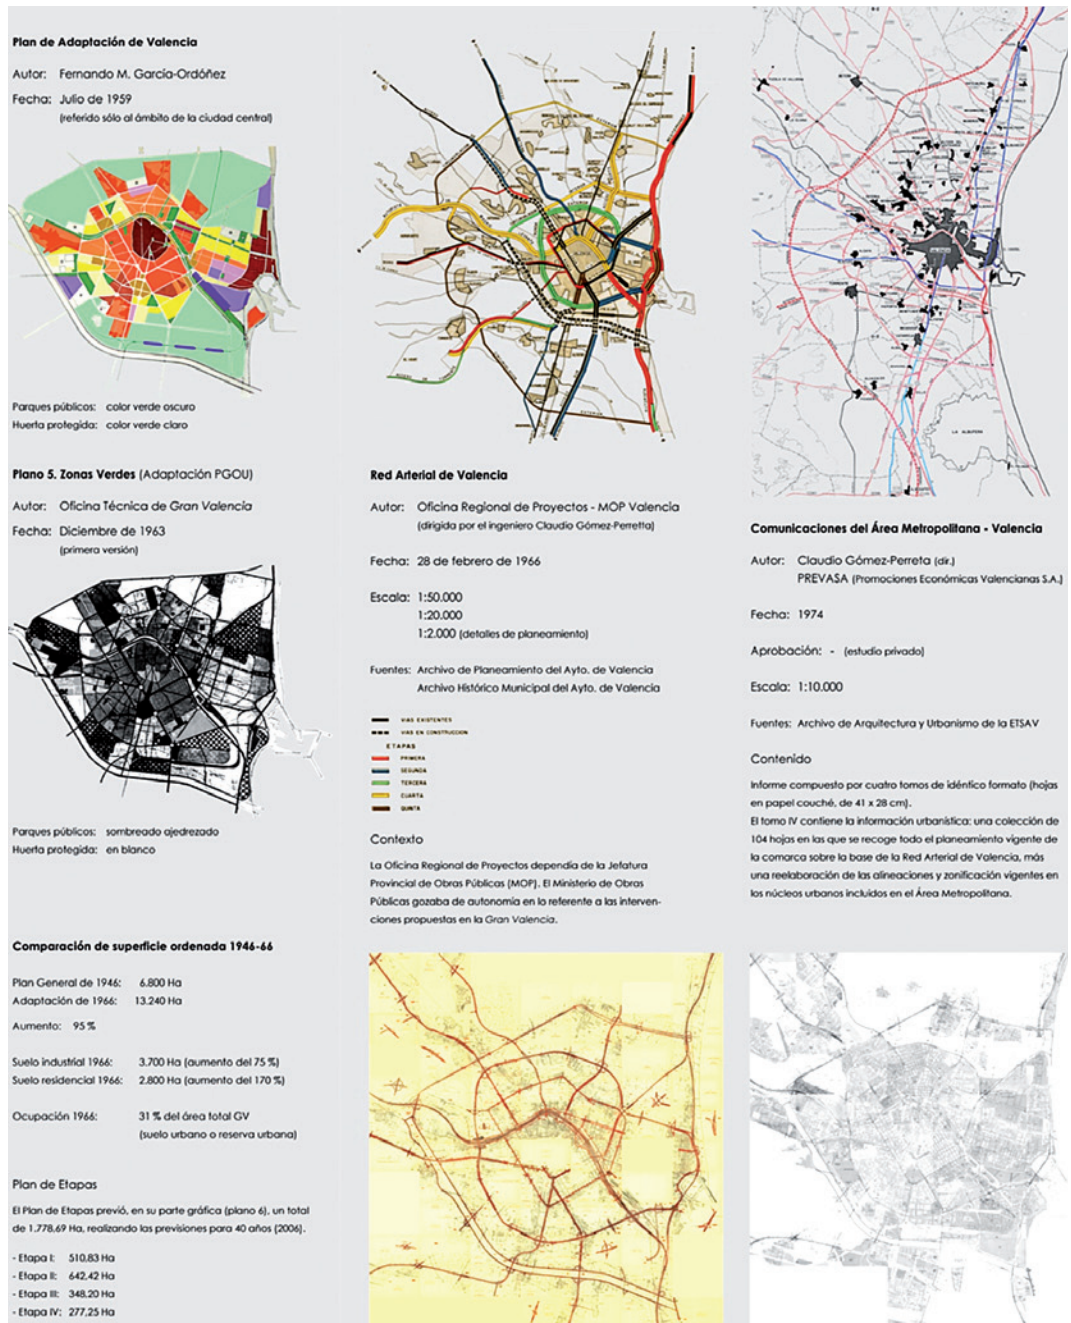 Plan de Adaptación de Valencia
Autor: Fernando M. García-Ordóñez
Fecha: Julio de 1959
(referido sólo al ámbito de la ciudad central)
Parques públicos: color verde oscuro
Huerta protegida: color verde claro
Plano 5. Zonas Verdes (Adaptación PGOU)
Autor: Oficina Técnica de Gran Valencia
Fecha: Diciembre de 1963
(primera versión)
Parques públicos: sombreado ajedrezado
Huerta protegida: en blanco
Comparación de superficie ordenada 1946-66
Plan General de 1946: 6.800 Ha
Adaptación de 1966: 13.240 Ha
Aumento: 95 %
Suelo industrial 1966: 3.700 Ha (aumento del 75 %)
Suelo residencial 1966: 2.800 Ha (aumento del 170 %)
Ocupación 1966: 31 % del área total GV
(suelo urbano o reserva urbana)
Plan de Etapas
El Plan de Etapas previó, en su parte gráfica (plano 6), un total
de 1.778,69 Ha, realizando las previsiones para 40 años (2006).
- Etapa I: 510,83 Ha
- Etapa II: 642,42 Ha
- Etapa III: 348,20 Ha
- Etapa IV: 277,25 Ha
Red Arterial de Valencia
Autor: Oficina Regional de Proyectos - MOP Valencia
(dirigida por el ingeniero Claudio Gómez-Perretta)
Fecha: 28 de febrero de 1966
Escala: 1:50.000
1:20.000
1:2.000 (detalles de planeamiento)
Fuentes: Archivo de Planeamiento del Ayto. de Valencia
Archivo Histórico Municipal del Ayto. de Valencia
VIAS EXISTENTES
VIAS EN CONSTRUCCION
ETAPAS
PRIMERA
SEGUNDA
TERCERA
CUARTA
QUINTA
Contexto
La Oficina Regional de Proyectos dependía de la Jefatura
Provincial de Obras Públicas (MOP). El Ministerio de Obras
Públicas gozaba de autonomía en lo referente a las interven-
ciones propuestas en la Gran Valencia.
LA ALBUFERA
Comunicaciones del Área Metropolitana - Valencia
Autor: Claudio Gómez-Perreta (dir.)
PREVASA (Promociones Económicas Valencianas S.A.)
Fecha: 1974
Aprobación: - (estudio privado)
Escala: 1:10.000
Fuentes: Archivo de Arquitectura y Urbanismo de la ETSAV
Contenido
Informe compuesto por cuatro tomos de idéntico formato (hojas
en papel couché, de 41 x 28 cm).
El tomo IV contiene la información urbanística: una colección de
104 hojas en las que se recoge todo el planeamiento vigente de
la comarca sobre la base de la Red Arterial de Valencia, más
una reelaboración de las alineaciones y zonificación vigentes en
los núcleos urbanos incluidos en el Área Metropolitana.